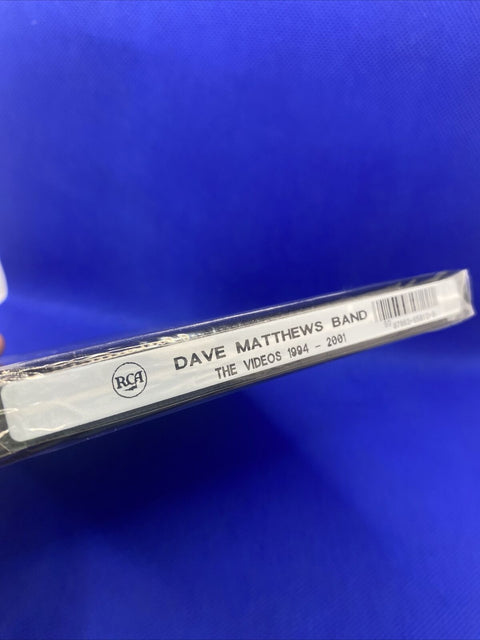 RCA
DAVE MATTHEWS BAND
THE VIDEOS 1994 - 2001